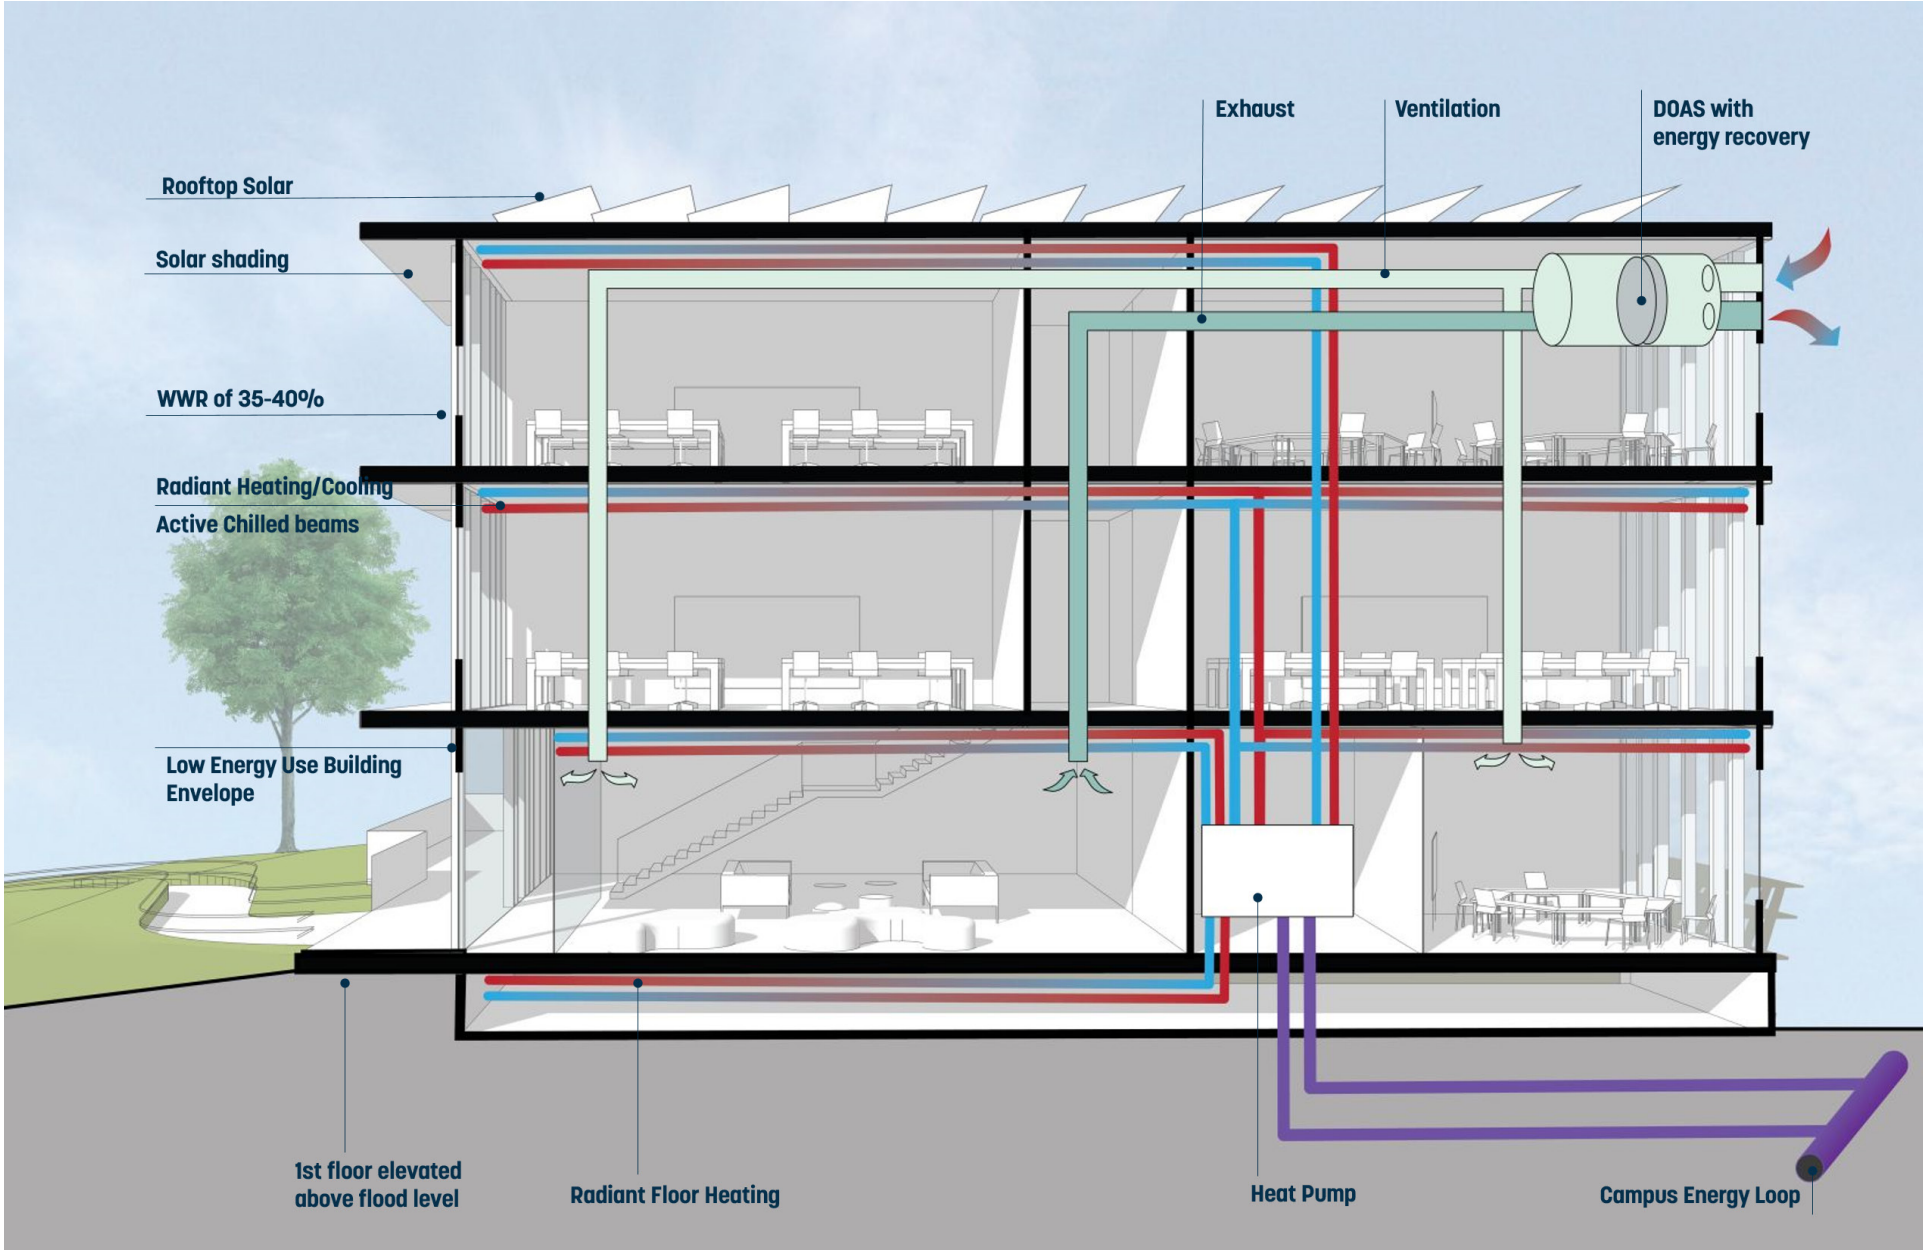 Exhaust
Ventilation
DOAS with
energy recovery
Rooftop Solar
Solar shading
WWR of 35-40%
Radiant Heating/Cooling
Active Chilled beams
Low Energy Use Building
Envelope
1st floor elevated
above flood level
Radiant Floor Heating
Heat Pump
Campus Energy Loop